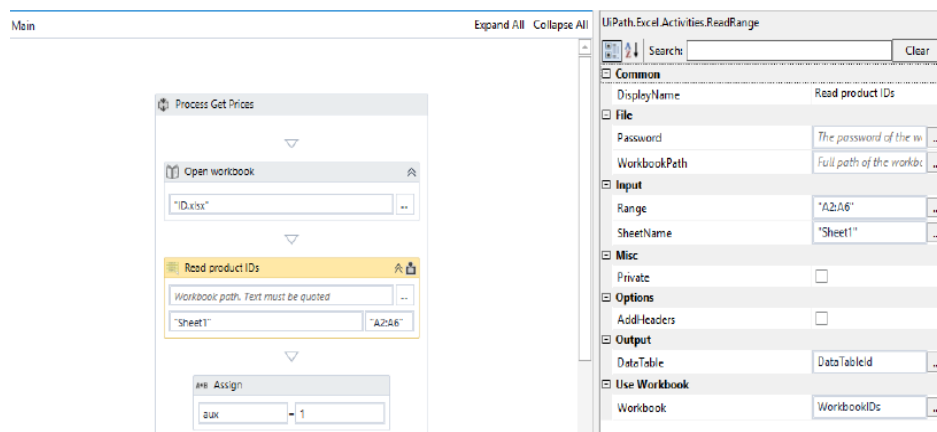 Main
Expand All Collapse All
Process Get Prices
Open workbook
"ID.xlsx"
..
Read product IDs
Workbook path. Text must be quoted
..
"Sheet1"
"A2:A6"
A*B Assign
aux
= 1
UiPath.Excel.Activities.ReadRange
Search:
Clear
Common
DisplayName Read product IDs
File
Password The password of the w
WorkbookPath Full path of the workbo
Input
Range "A2:A6"
SheetName "Sheet1"
Misc
Private
Options
AddHeaders
Output
DataTable DataTableId
Use Workbook
Workbook WorkbookIDs